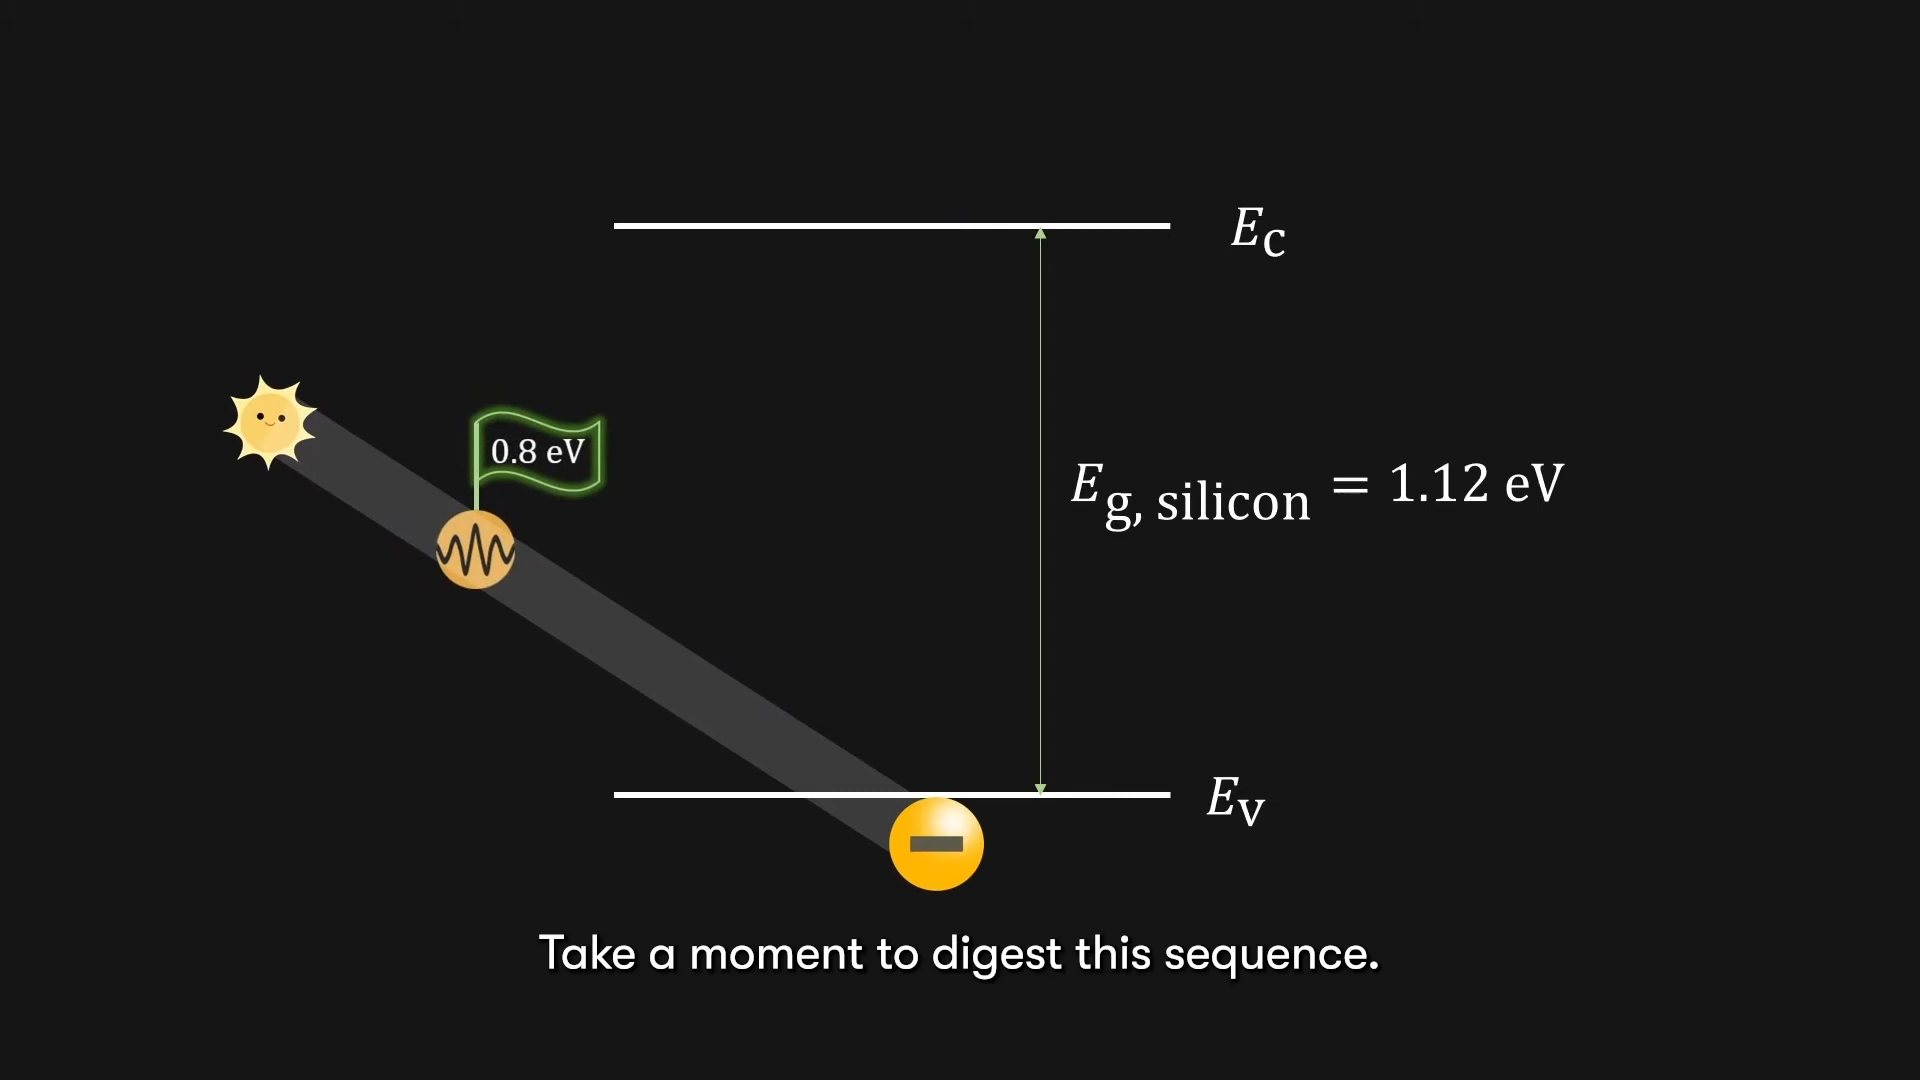 E_C
0.8 eV
E_g, silicon = 1.12 eV
E_V
Take a moment to digest this sequence.